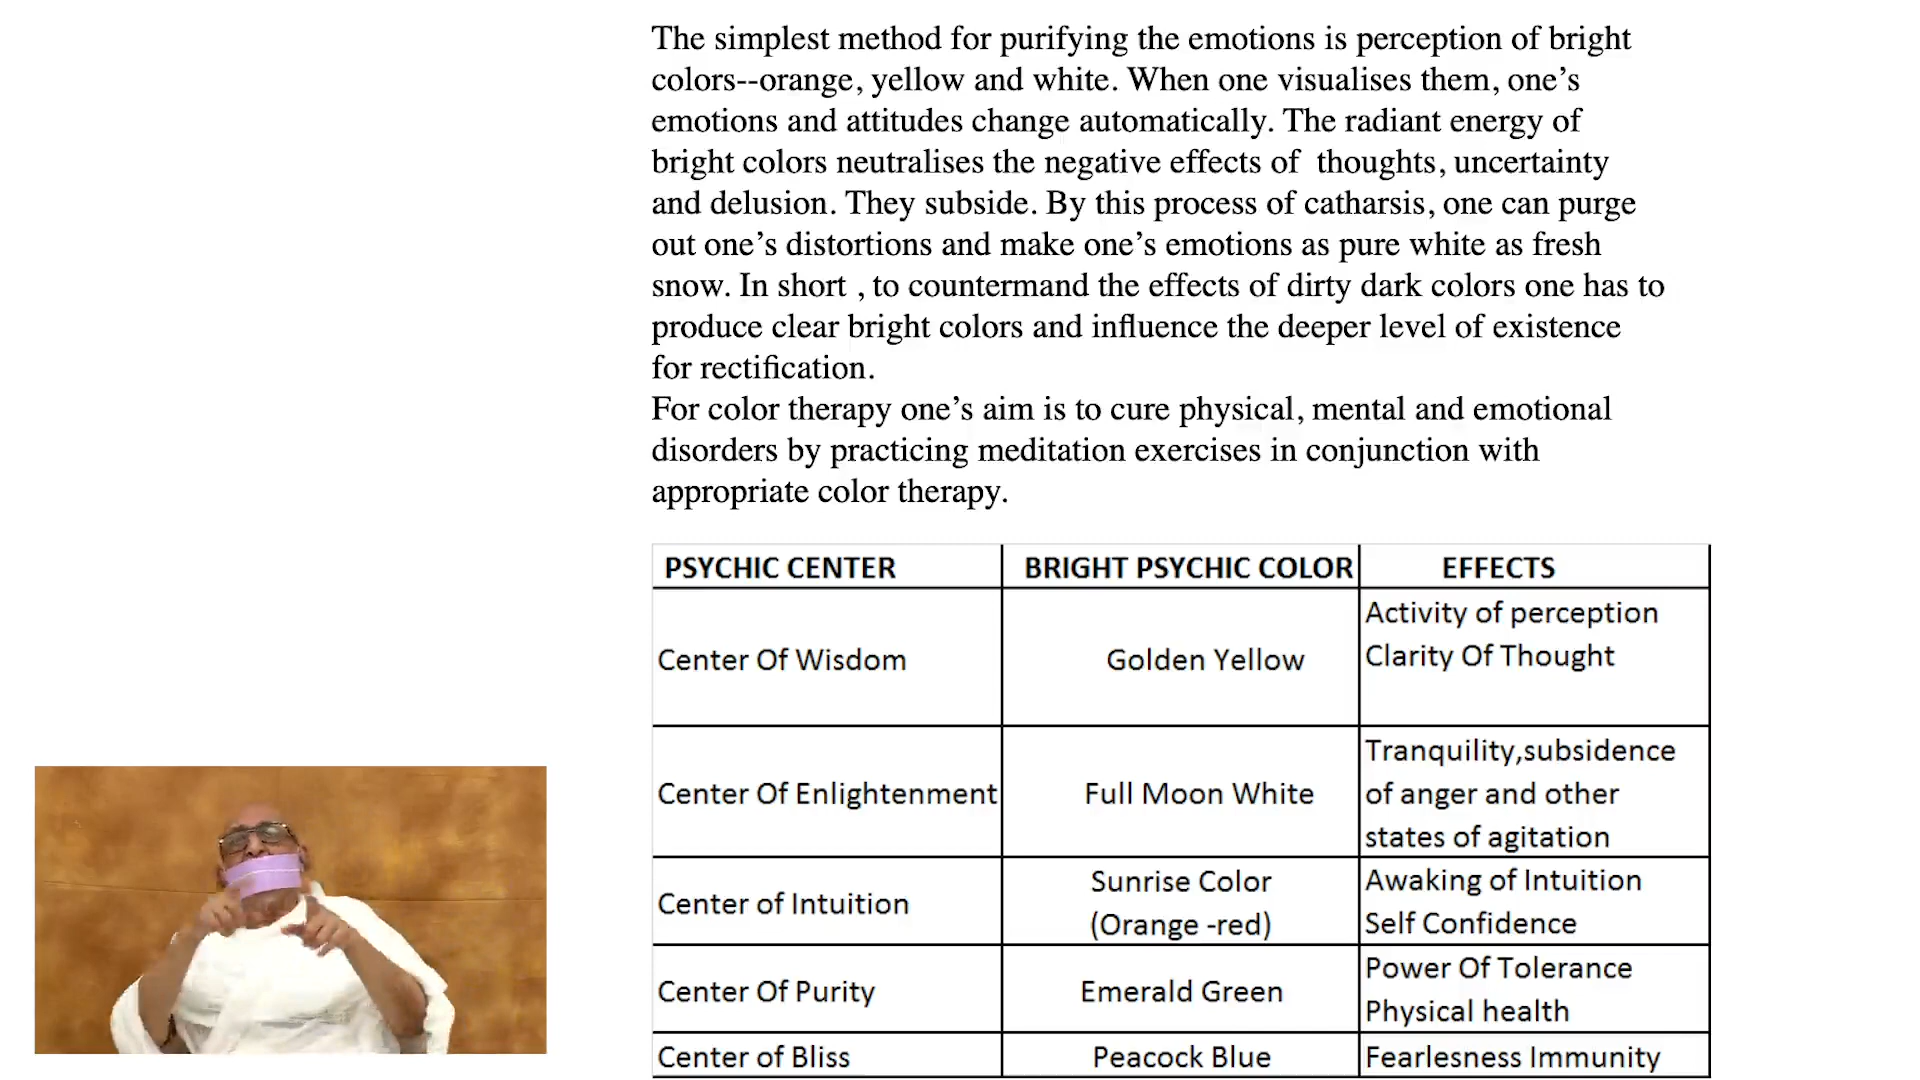 The simplest method for purifying the emotions is perception of bright
colors--orange, yellow and white. When one visualises them, one’s
emotions and attitudes change automatically. The radiant energy of
bright colors neutralises the negative effects of  thoughts, uncertainty
and delusion. They subside. By this process of catharsis, one can purge
out one’s distortions and make one’s emotions as pure white as fresh
snow. In short , to countermand the effects of dirty dark colors one has to
produce clear bright colors and influence the deeper level of existence
for rectification.
For color therapy one’s aim is to cure physical, mental and emotional
disorders by practicing meditation exercises in conjunction with
appropriate color therapy.
PSYCHIC CENTER BRIGHT PSYCHIC COLOR EFFECTS
Center Of Wisdom Golden Yellow Activity of perception
Clarity Of Thought
Center Of Enlightenment Full Moon White Tranquility,subsidence
of anger and other
states of agitation
Center of Intuition Sunrise Color
(Orange -red) Awaking of Intuition
Self Confidence
Center Of Purity Emerald Green Power Of Tolerance
Physical health
Center of Bliss Peacock Blue Fearlesness Immunity